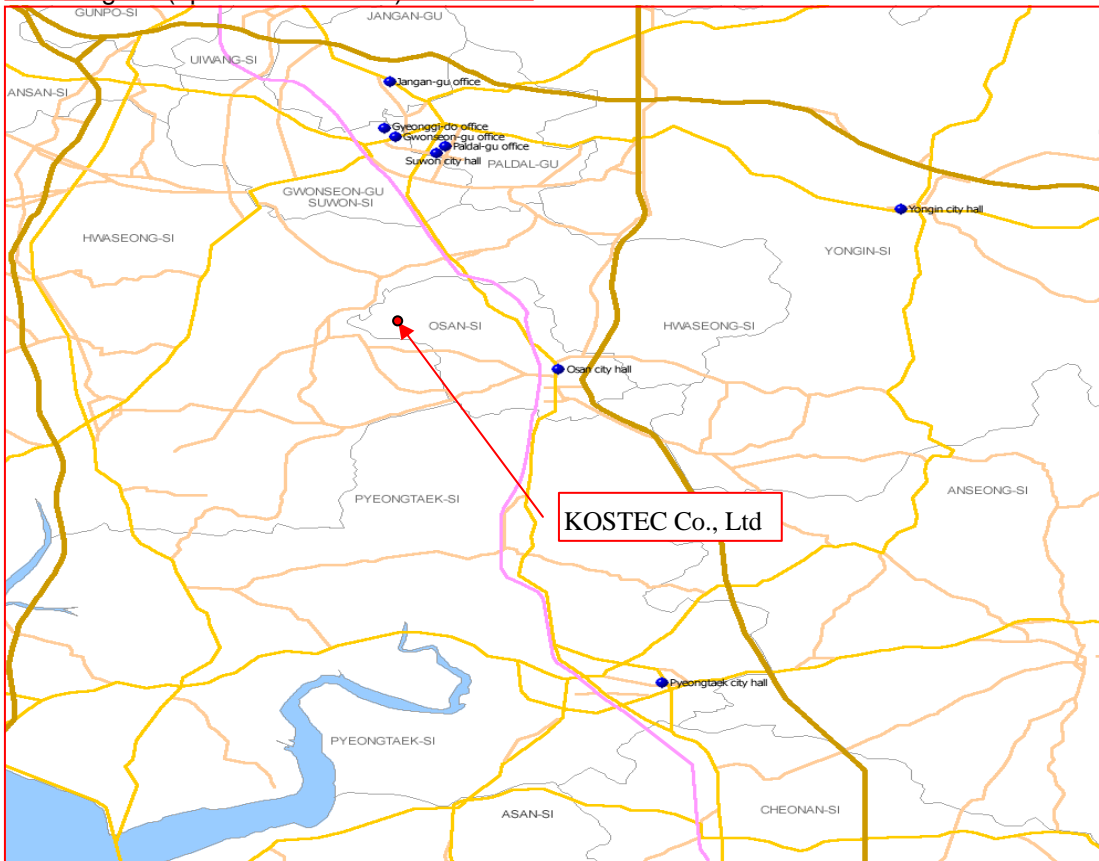 GUNPO-SI
JANGAN-GU
UIWANG-SI
Jangan-gu office
ANSAN-SI
Gyeonggi-do office
Gwonseon-gu office
Paldal-gu office
Suwon city hall
PALDAL-GU
GWONSEON-GU
SUWON-SI
Yongin city hall
HWASEONG-SI
YONGIN-SI
OSAN-SI
HWASEONG-SI
Osan city hall
PYEONGTAEK-SI
ANSEONG-SI
KOSTEC Co., Ltd
Pyeongtaek city hall
PYEONGTAEK-SI
ASAN-SI
CHEONAN-SI